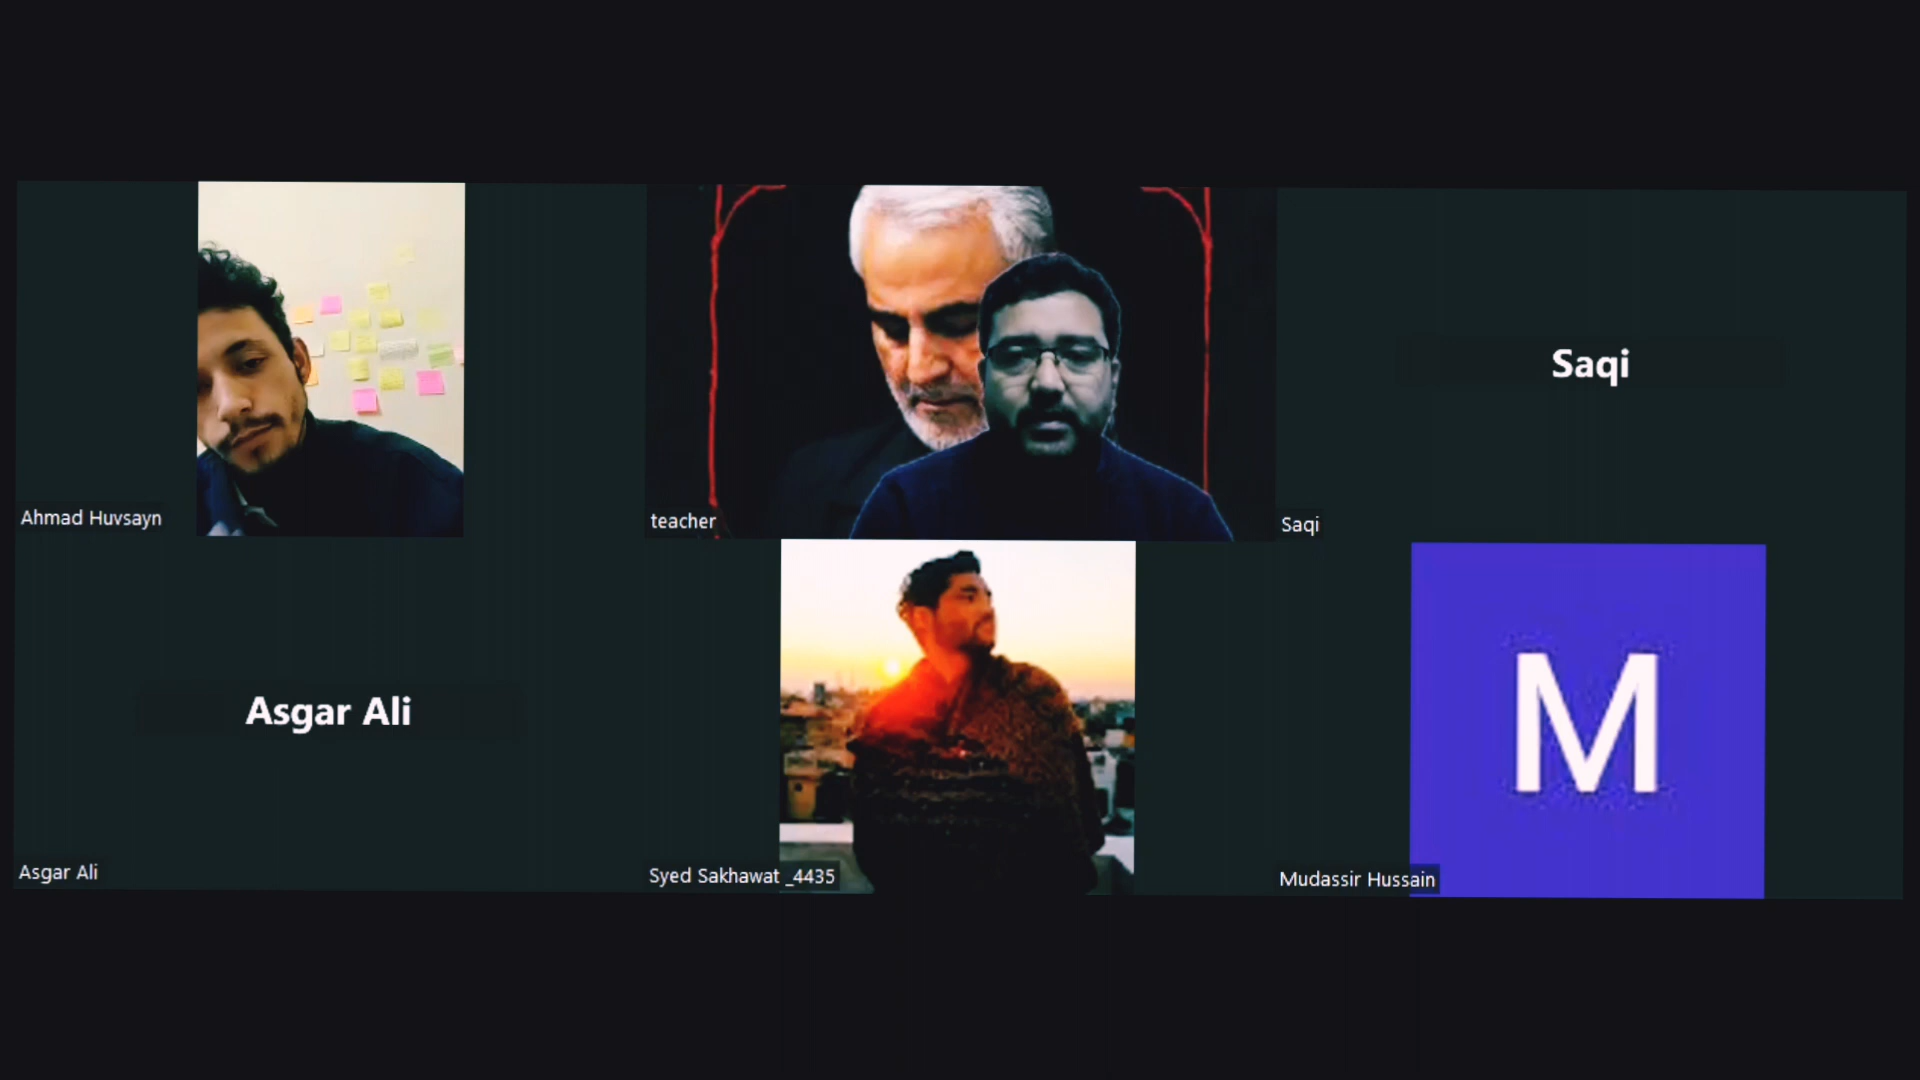 Saqi
Ahmad Huvsayn
teacher
Saqi
Asgar Ali
M
Asgar Ali
Syed Sakhawat _4435
Mudassir Hussain